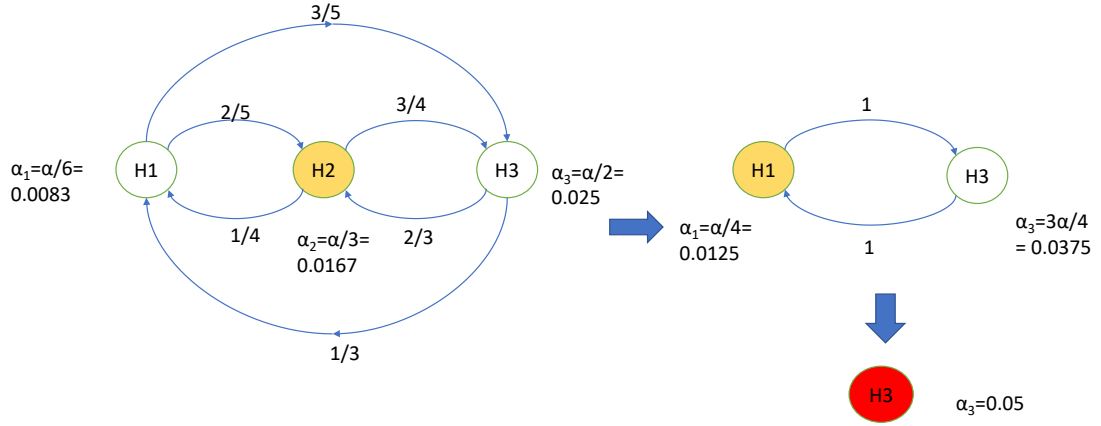 3/5
2/5
3/4
α₁=α/6=
0.0083
H1
H2
H3
α₃=α/2=
0.025
1/4
α₂=α/3=
0.0167
2/3
1/3
1
H1
H3
α₁=α/4=
0.0125
1
α₃=3α/4
= 0.0375
H3
α₃=0.05